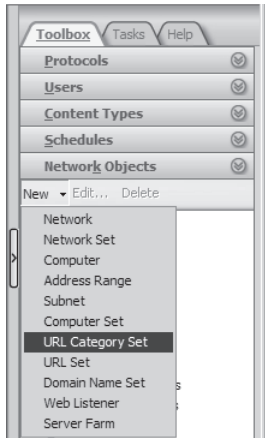 Toolbox Tasks Help
Protocols
Users
Content Types
Schedules
Network Objects
New Edit... Delete
Network
Network Set
Computer
Address Range
Subnet
Computer Set
URL Category Set
URL Set
Domain Name Set
Web Listener
Server Farm